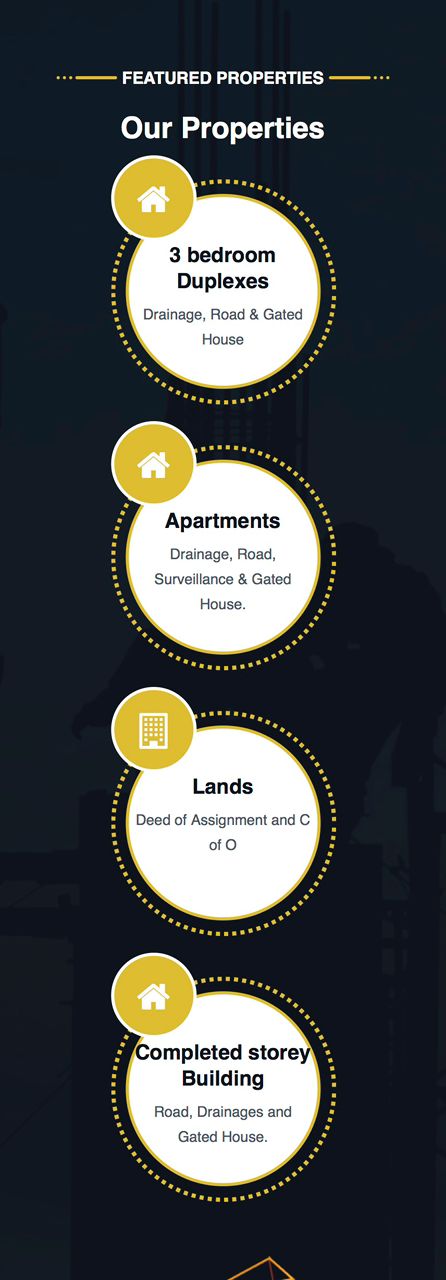 FEATURED PROPERTIES
Our Properties
3 bedroom
Duplexes
Drainage, Road & Gated
House
Apartments
Drainage, Road,
Surveillance & Gated
House.
Lands
Deed of Assignment and C
of O
Completed storey
Building
Road, Drainages and
Gated House.